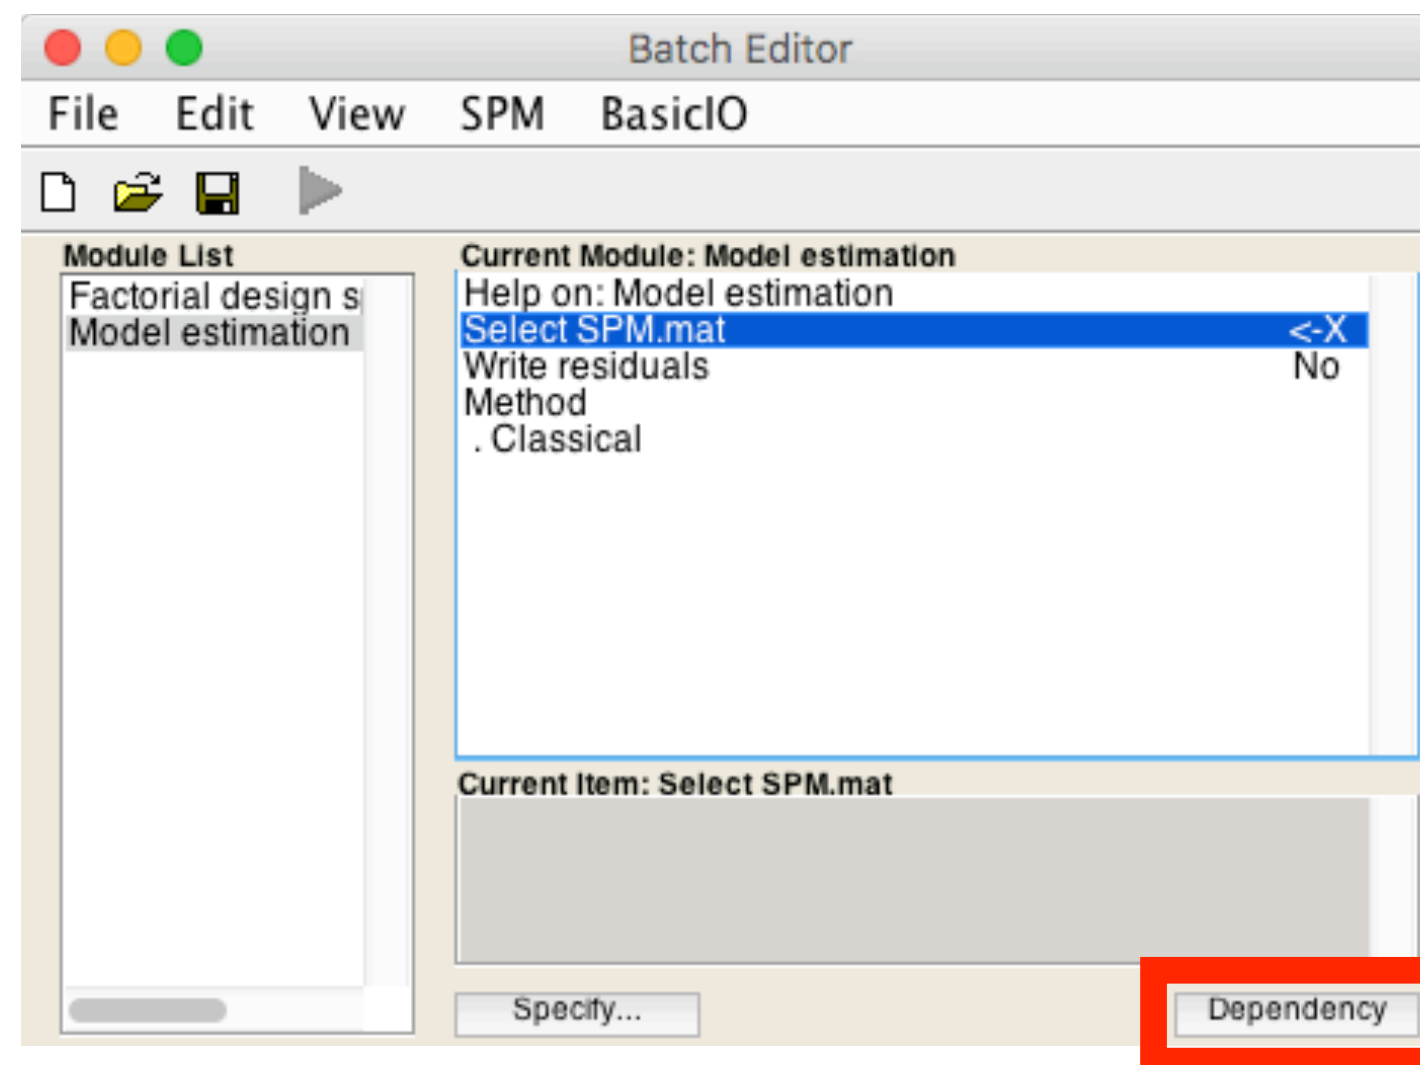 Batch Editor
File Edit View SPM BasicIO
Module List
Factorial design s
Model estimation
Current Module: Model estimation
Help on: Model estimation
Select SPM.mat <-X
Write residuals No
Method
. Classical
Current Item: Select SPM.mat
Specify...
Dependency